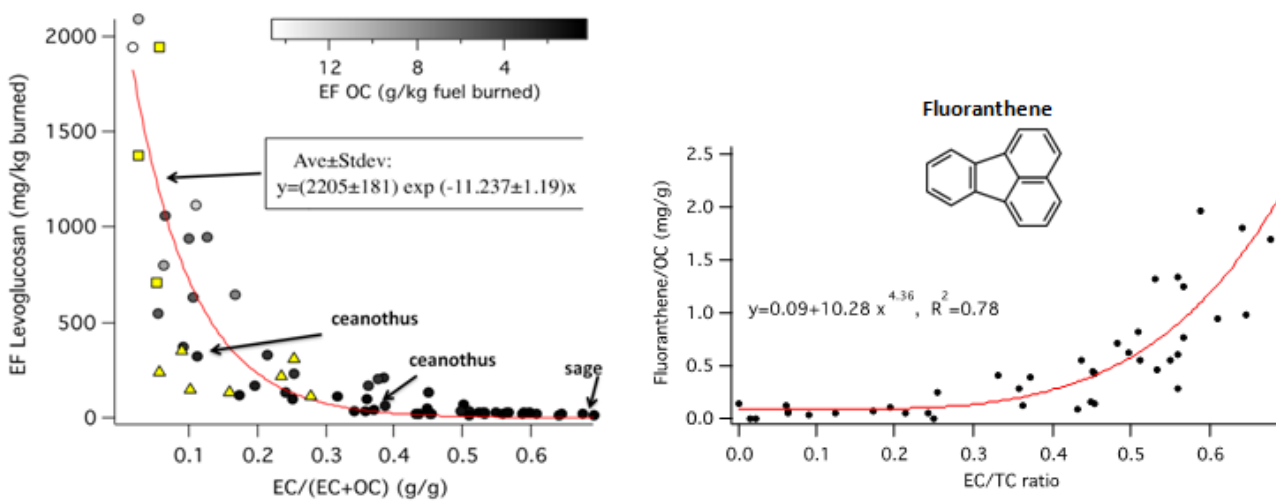 2000
1500
1000
500
0
EF Levoglucosan (mg/kg burned)
12 8 4
EF OC (g/kg fuel burned)
Ave±Stdev:
y=(2205±181) exp (-11.237±1.19)x
ceanothus
ceanothus
sage
0.1 0.2 0.3 0.4 0.5 0.6
EC/(EC+OC) (g/g)
Fluoranthene
2.5
2.0
1.5
1.0
0.5
0.0
Fluoranthene/OC (mg/g)
y=0.09+10.28 x^4.36, R^2=0.78
0.0 0.1 0.2 0.3 0.4 0.5 0.6
EC/TC ratio